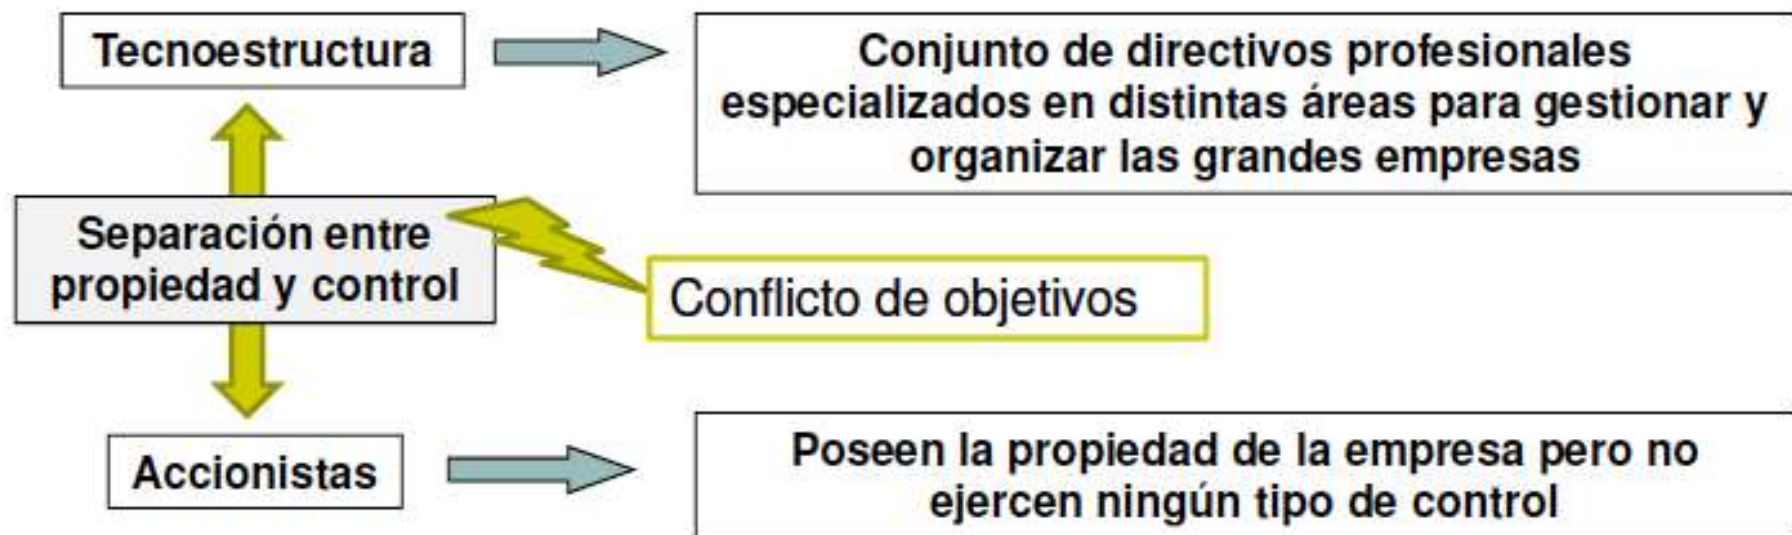 Tecnoestructura
Conjunto de directivos profesionales
especializados en distintas áreas para gestionar y
organizar las grandes empresas
Separación entre
propiedad y control
Conflicto de objetivos
Accionistas
Poseen la propiedad de la empresa pero no
ejercen ningún tipo de control